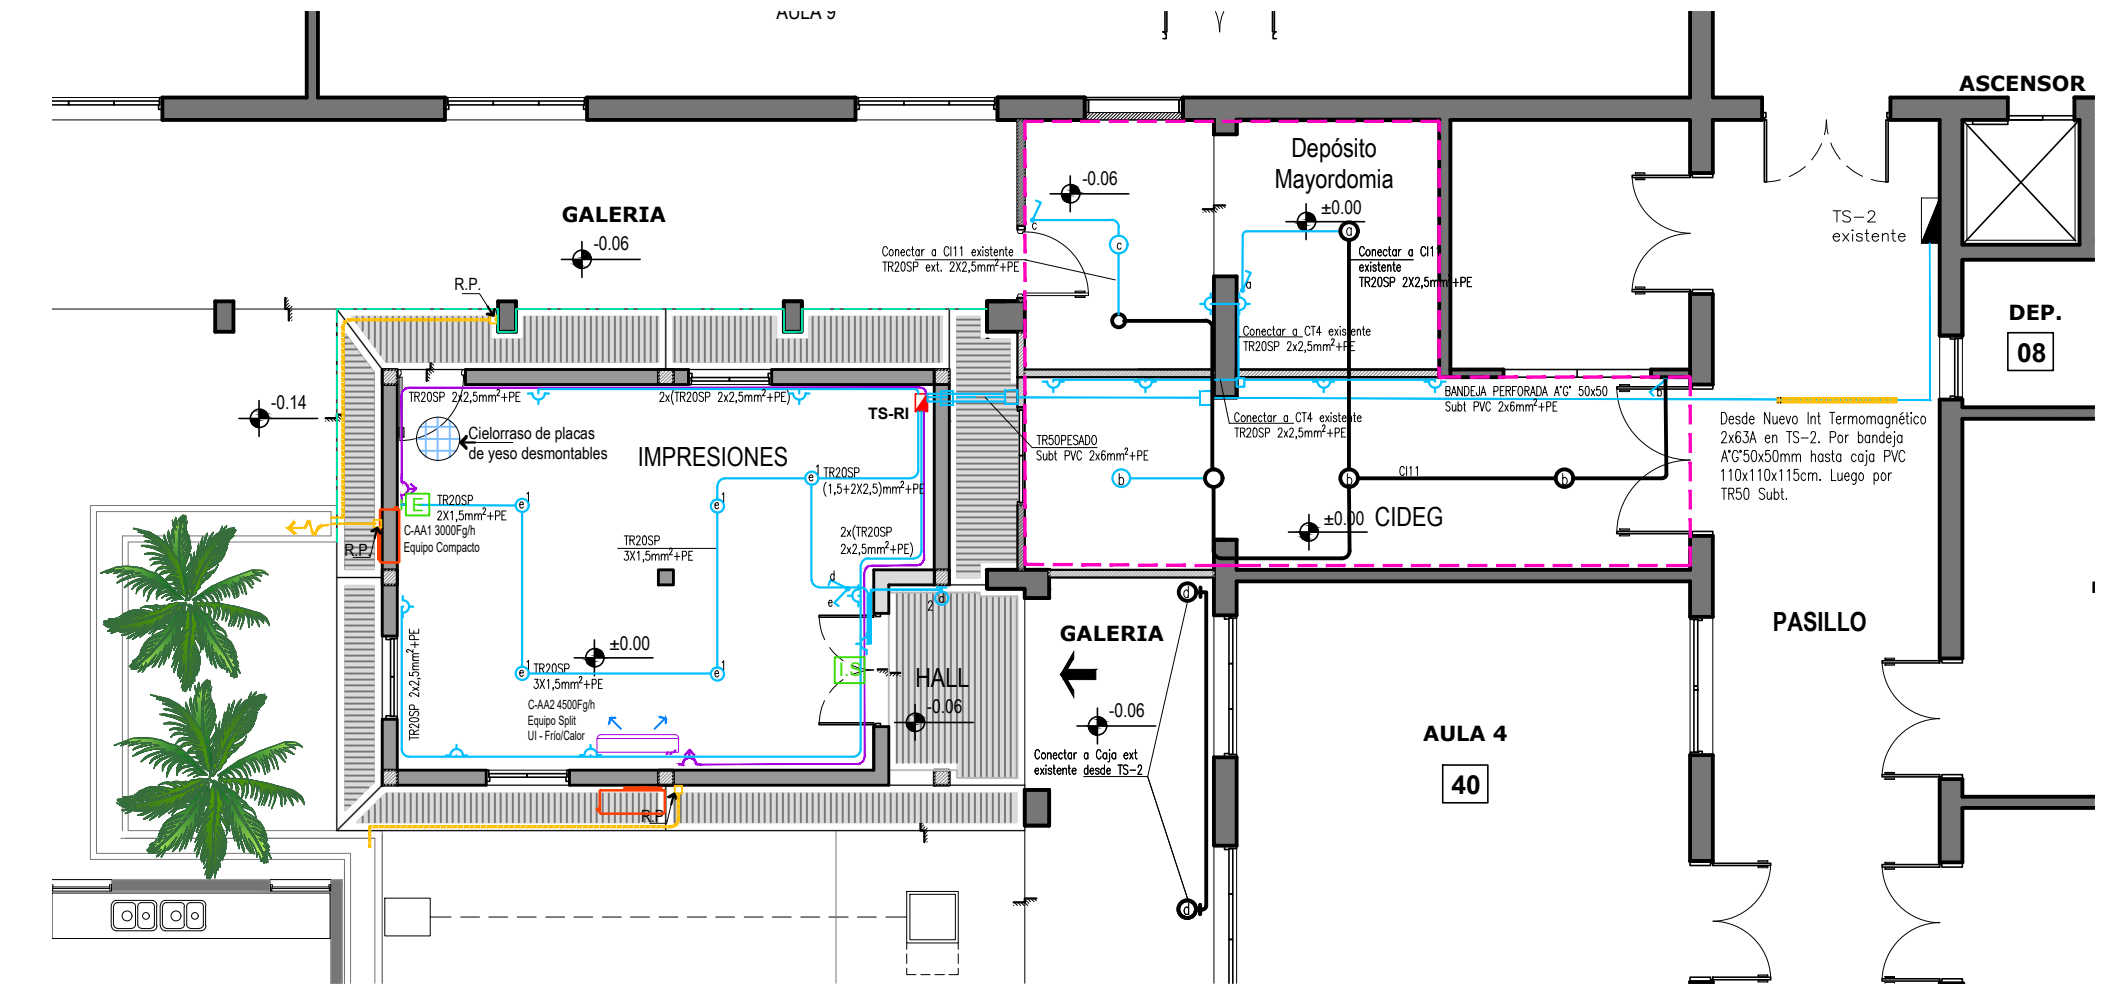 AULA 9
ASCENSOR
Depósito
Mayordomia
-0.06
±0.00
GALERIA
-0.06
TS-2
existente
Conectar a CI11 existente
TR20SP ext. 2X2,5mm²+PE
c
c
a
Conectar a CI11
existente
TR20SP 2X2,5mm²+PE
a
R.P.
DEP.
08
Conectar a CT4 existente
TR20SP 2x2,5mm²+PE
-0.14
TR20SP 2x2,5mm²+PE
2x(TR20SP 2x2,5mm²+PE)
TS-RI
BANDEJA PERFORADA A°G° 50x50
Subt PVC 2x6mm²+PE
b
Conectar a CT4 existente
TR20SP 2x2,5mm²+PE
Desde Nuevo Int Termomagnético
2x63A en TS-2. Por bandeja
A°G°50x50mm hasta caja PVC
110x110x115cm. Luego por
TR50 Subt.
Cielorraso de placas
de yeso desmontables
IMPRESIONES
TR50PESADO
Subt PVC 2x6mm²+PE
CI11
b
b
b
e
1
TR20SP
(1,5+2X2,5)mm²+PE
E
TR20SP
2X1,5mm²+PE
e
1
e
1
±0.00
CIDEG
C-AA1 3000Fg/h
Equipo Compacto
R.P.
TR20SP
3X1,5mm²+PE
2x(TR20SP
2x2,5mm²+PE)
d
e
2
d
d
TR20SP 2x2,5mm²+PE
±0.00
GALERIA
PASILLO
e
1
TR20SP
3X1,5mm²+PE
e
1
I.S
HALL
-0.06
C-AA2 4500Fg/h
Equipo Split
UI - Frío/Calor
-0.06
AULA 4
40
Conectar a Caja ext
existente desde TS-2
R.P.
d